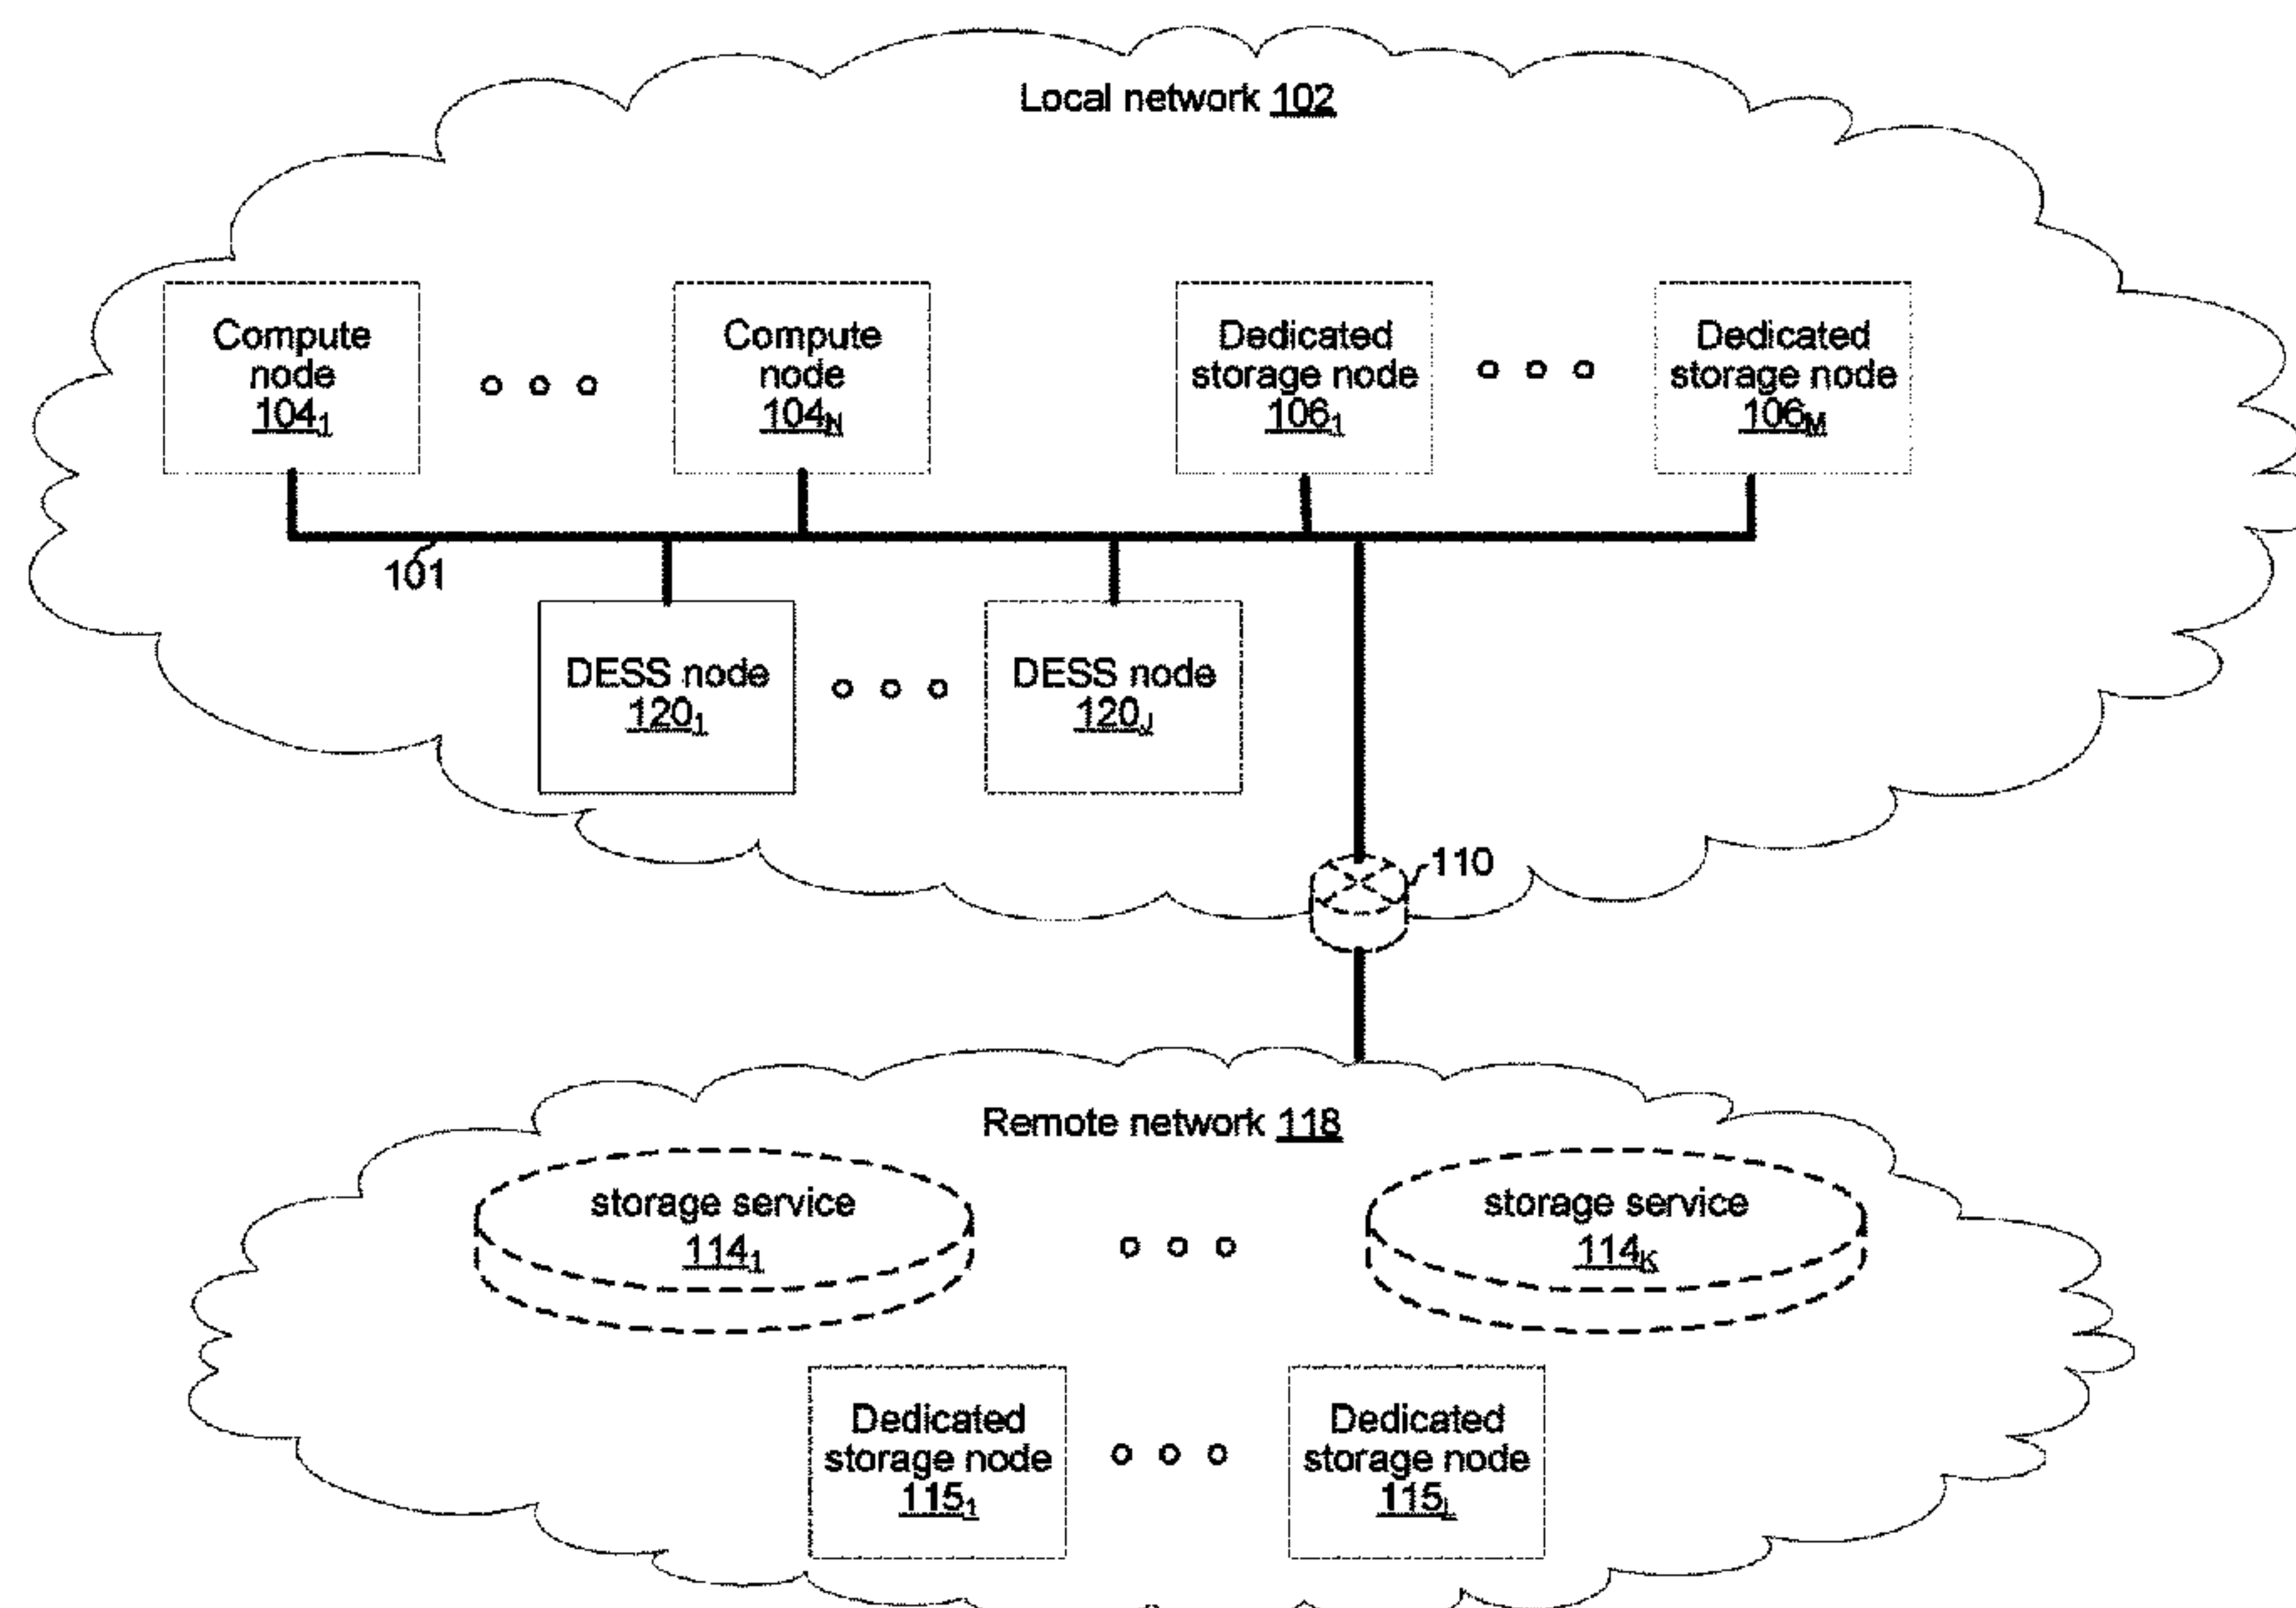 Local network 102
Compute
node
104₁
Compute
node
104N
Dedicated
storage node
106₁
Dedicated
storage node
106M
101
DESS node
120₁
DESS node
120J
110
Remote network 118
storage service
114₁
storage service
114K
Dedicated
storage node
115₁
Dedicated
storage node
115L